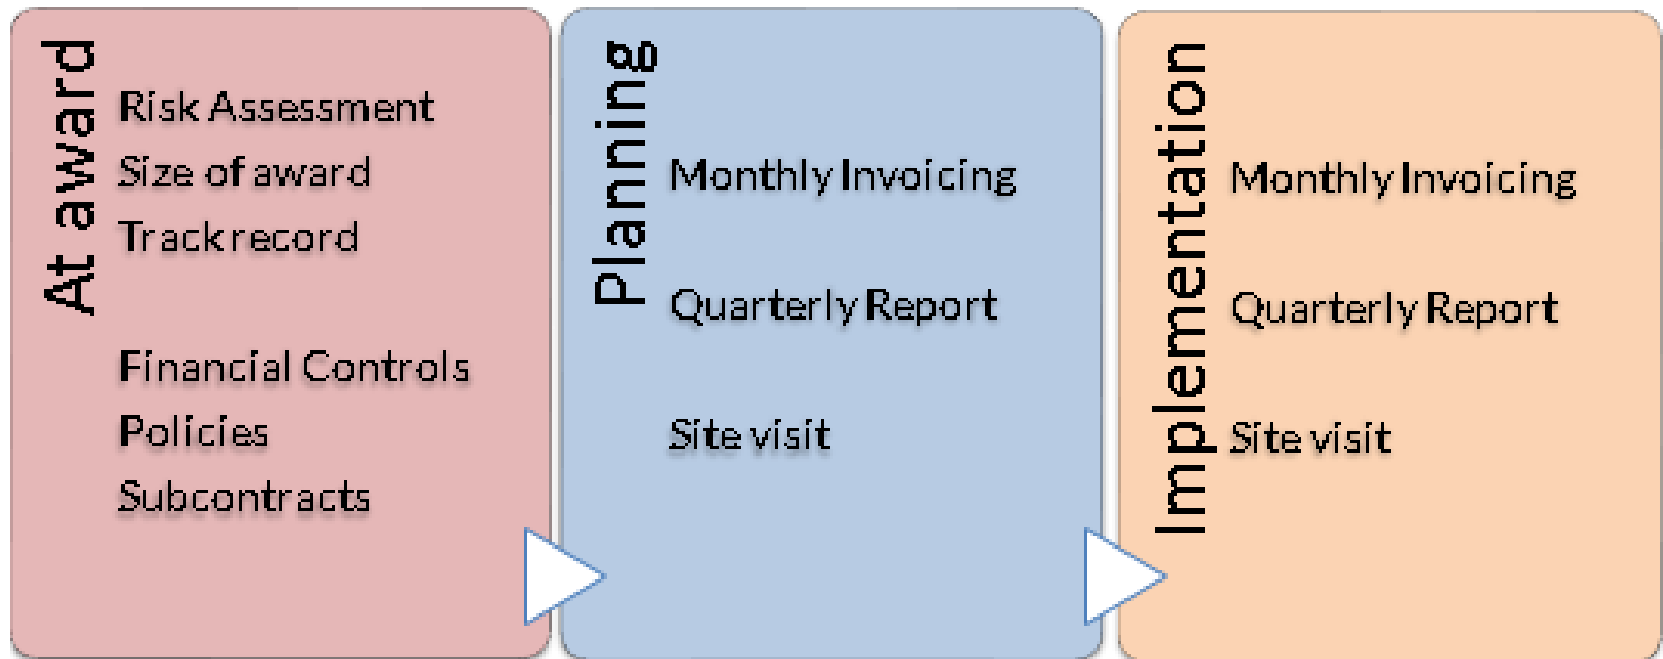 At award
Risk Assessment
Size of award
Track record
Financial Controls
Policies
Subcontracts
Planning
Monthly Invoicing
Quarterly Report
Site visit
Implementation
Monthly Invoicing
Quarterly Report
Site visit